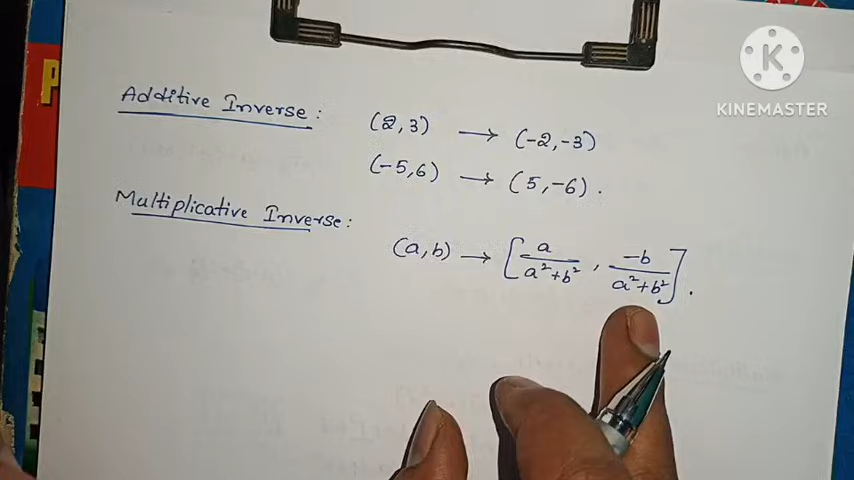 K
KINEMASTER
Additive Inverse: (2,3) → (-2,-3)
(-5,6) → (5,-6).
Multiplicative Inverse:
(a,b) → [a/a²+b², -b/a²+b²].